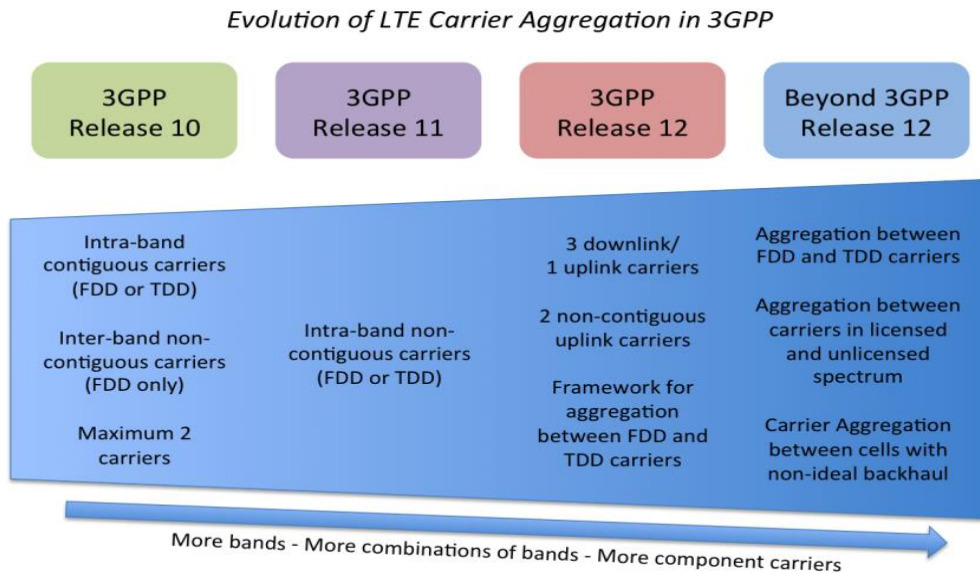 Evolution of LTE Carrier Aggregation in 3GPP
3GPP
Release 10
3GPP
Release 11
3GPP
Release 12
Beyond 3GPP
Release 12
Intra-band
contiguous carriers
(FDD or TDD)
Inter-band non-
contiguous carriers
(FDD only)
Maximum 2
carriers
Intra-band non-
contiguous carriers
(FDD or TDD)
3 downlink/
1 uplink carriers
2 non-contiguous
uplink carriers
Framework for
aggregation
between FDD and
TDD carriers
Aggregation between
FDD and TDD carriers
Aggregation between
carriers in licensed
and unlicensed
spectrum
Carrier Aggregation
between cells with
non-ideal backhaul
More bands - More combinations of bands - More component carriers